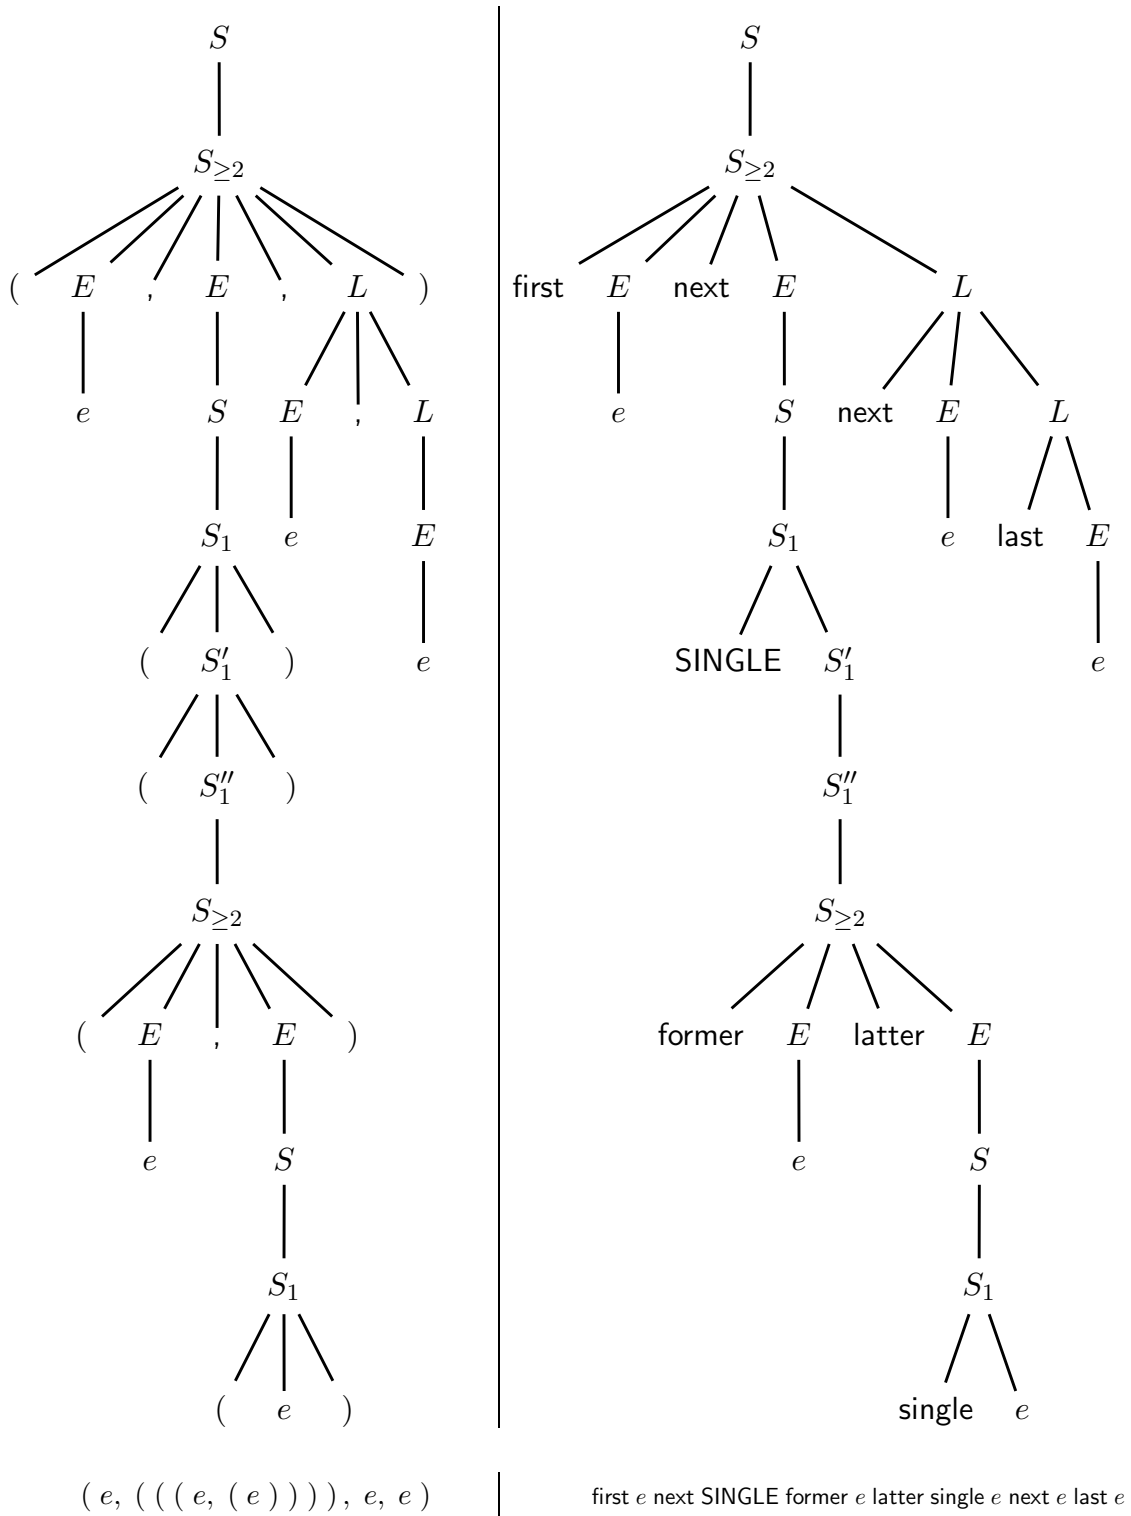 S S
S≥2 S≥2
( E , E , L ) first E next E L
e S E , L e S next E L
S₁ e E S₁ e last E
( S₁′ ) e SINGLE S₁′ e
( S₁″ ) S₁″
S≥2 S≥2
( E , E ) former E latter E
e S e S
S₁ S₁
( e ) single e
( e, ( ( ( e, ( e ) ) ) ), e, e ) first e next SINGLE former e latter single e next e last e